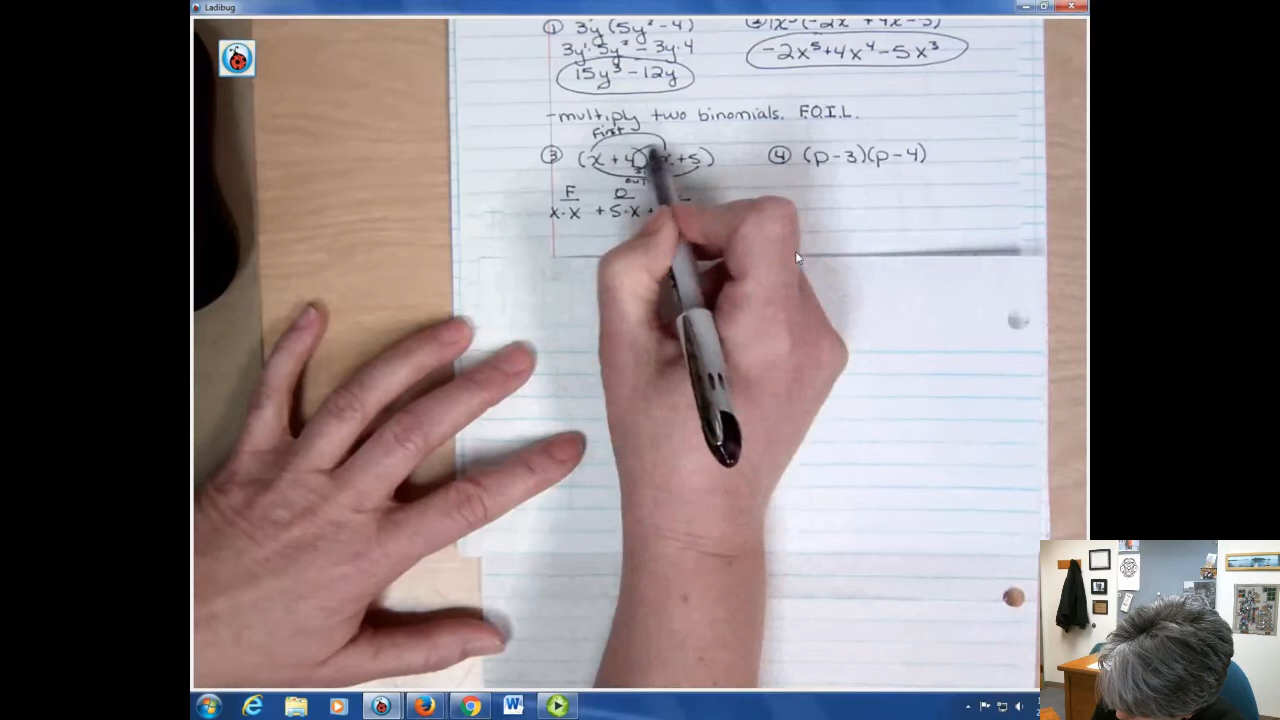 Ladibug
① 3y(5y² - 4)
3y·5y² - 3y·4
15y³ - 12y
-2x⁵+4x⁴-5x³
-multiply two binomials. F.O.I.L.
First
③ (x + 4)(x + 5)
④ (p - 3)(p - 4)
F O
x·x + 5·x +